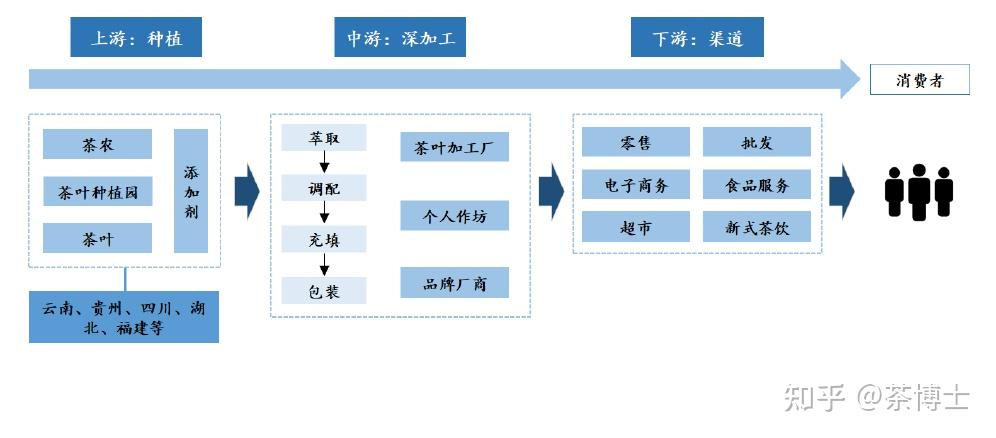 上游：种植
中游：深加工
下游：渠道
消费者
茶农
茶叶种植园
茶叶
添加剂
云南、贵州、四川、湖
北、福建等
萃取
调配
充填
包装
茶叶加工厂
个人作坊
品牌厂商
零售
批发
电子商务
食品服务
超市
新式茶饮
知乎 @茶博士